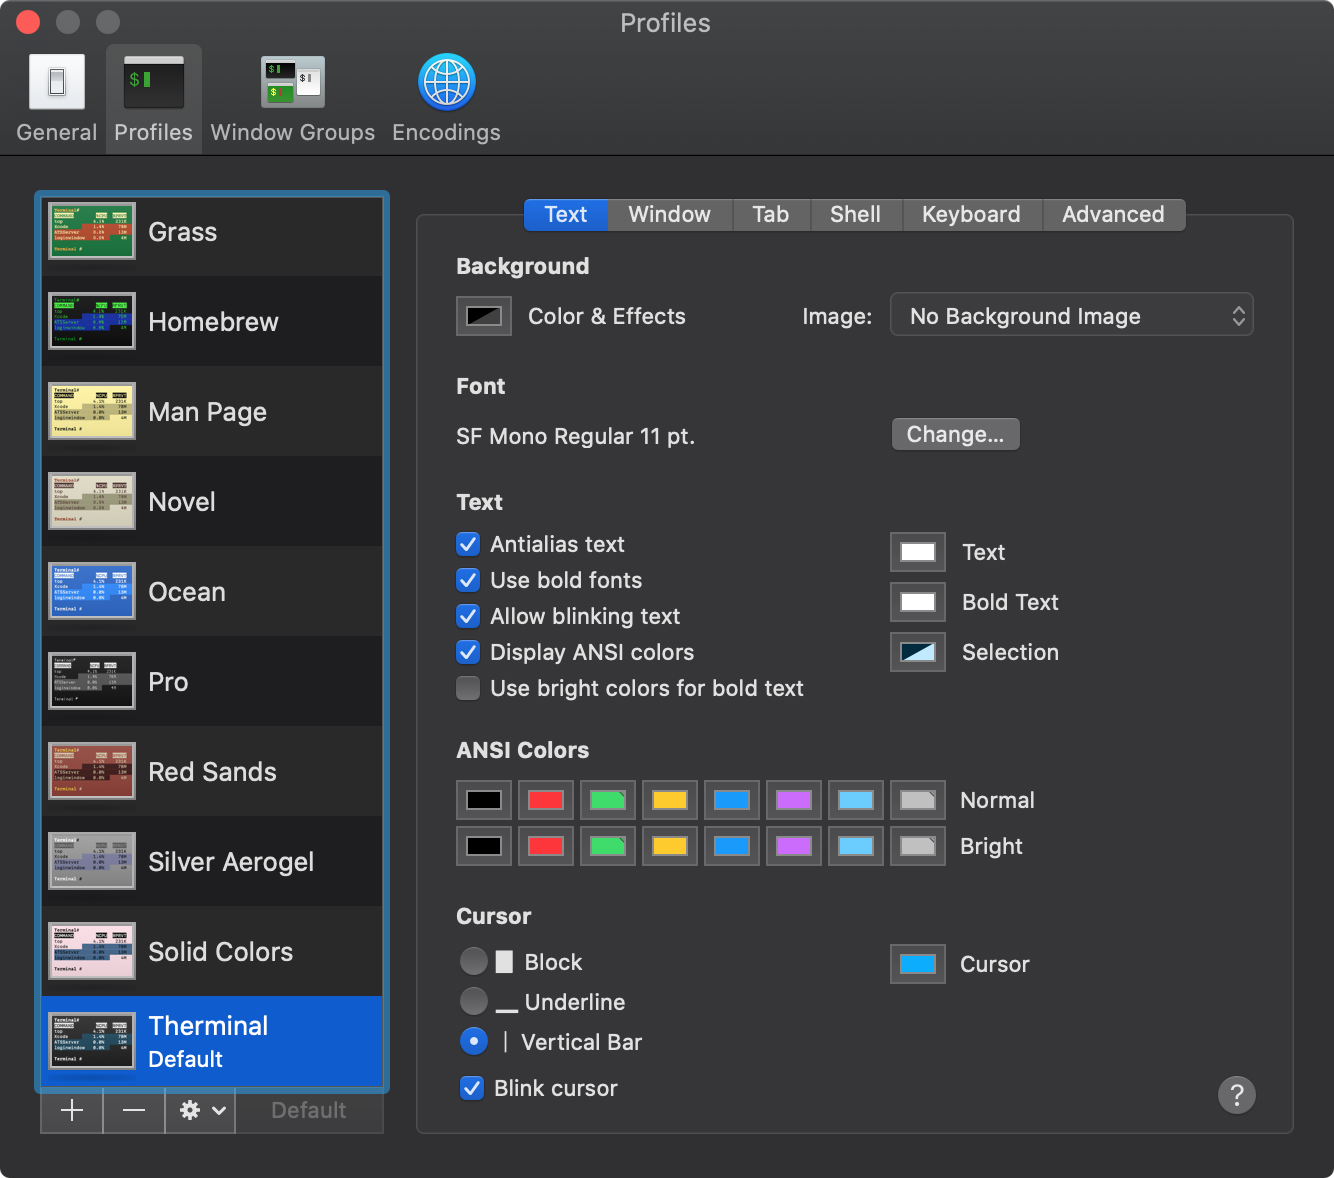 Profiles
General
Profiles
Window Groups
Encodings
Grass
Homebrew
Man Page
Novel
Ocean
Pro
Red Sands
Silver Aerogel
Solid Colors
Therminal
Default
Default
Text
Window
Tab
Shell
Keyboard
Advanced
Background
Color & Effects
Image:
No Background Image
Font
SF Mono Regular 11 pt.
Change...
Text
Antialias text
Use bold fonts
Allow blinking text
Display ANSI colors
Use bright colors for bold text
Text
Bold Text
Selection
ANSI Colors
Normal
Bright
Cursor
Block
Underline
Vertical Bar
Blink cursor
Cursor
?